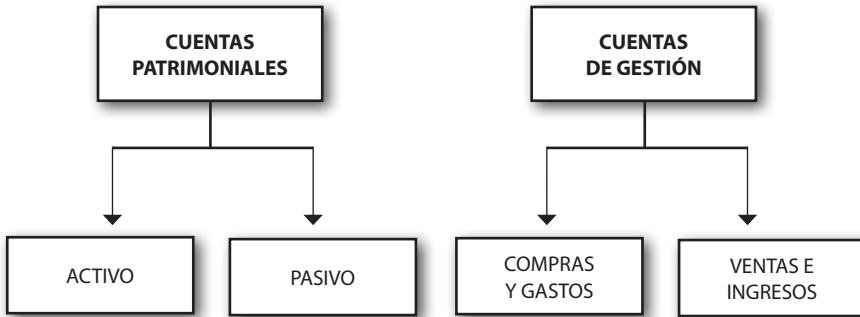 CUENTAS
PATRIMONIALES
CUENTAS
DE GESTIÓN
ACTIVO
PASIVO
COMPRAS
Y GASTOS
VENTAS E
INGRESOS